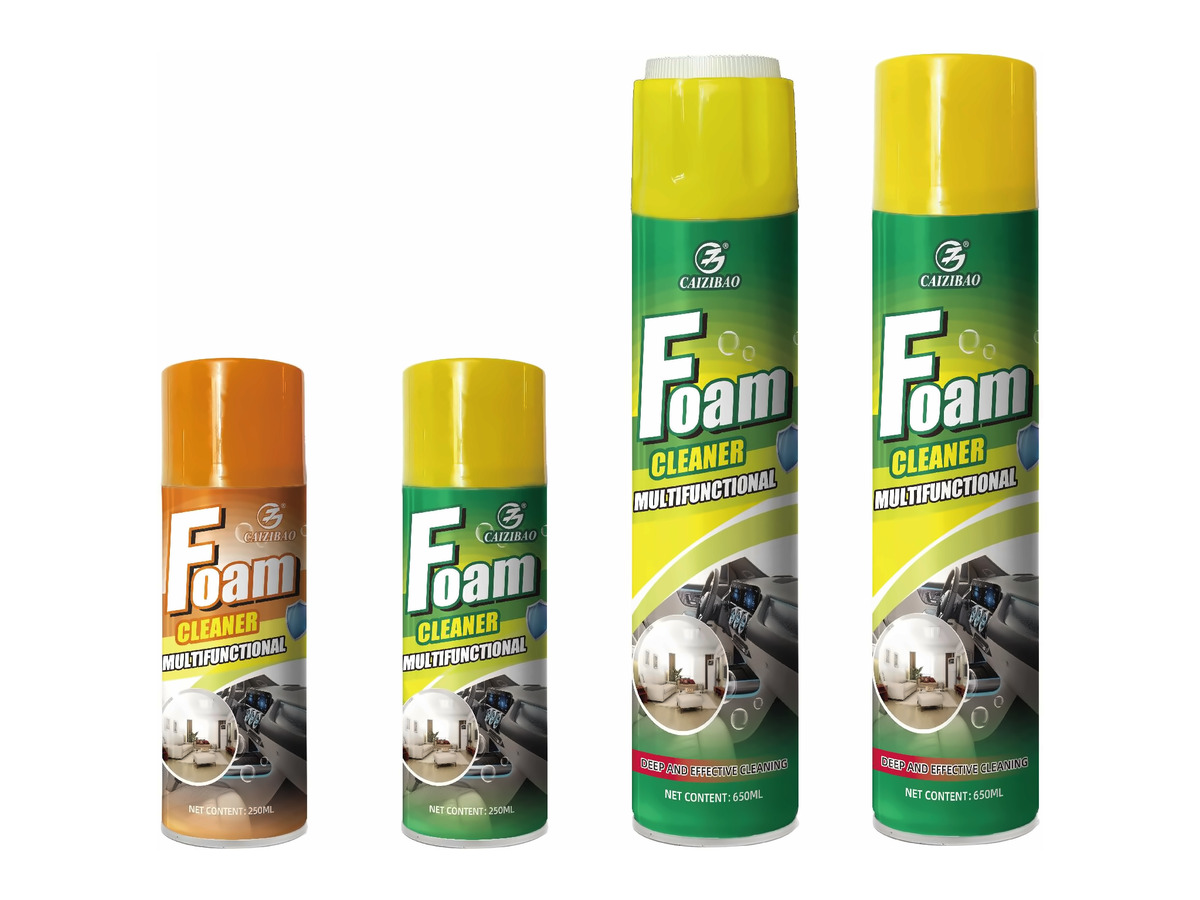 CAIZIBAO
Foam
CLEANER
MULTIFUNCTIONAL
NET CONTENT: 250ML
CAIZIBAO
Foam
CLEANER
MULTIFUNCTIONAL
NET CONTENT: 250ML
®
CAIZIBAO
Foam
CLEANER
MULTIFUNCTIONAL
DEEP AND EFFECTIVE CLEANING
NET CONTENT: 650ML
®
CAIZIBAO
Foam
CLEANER
MULTIFUNCTIONAL
DEEP AND EFFECTIVE CLEANING
NET CONTENT: 650ML